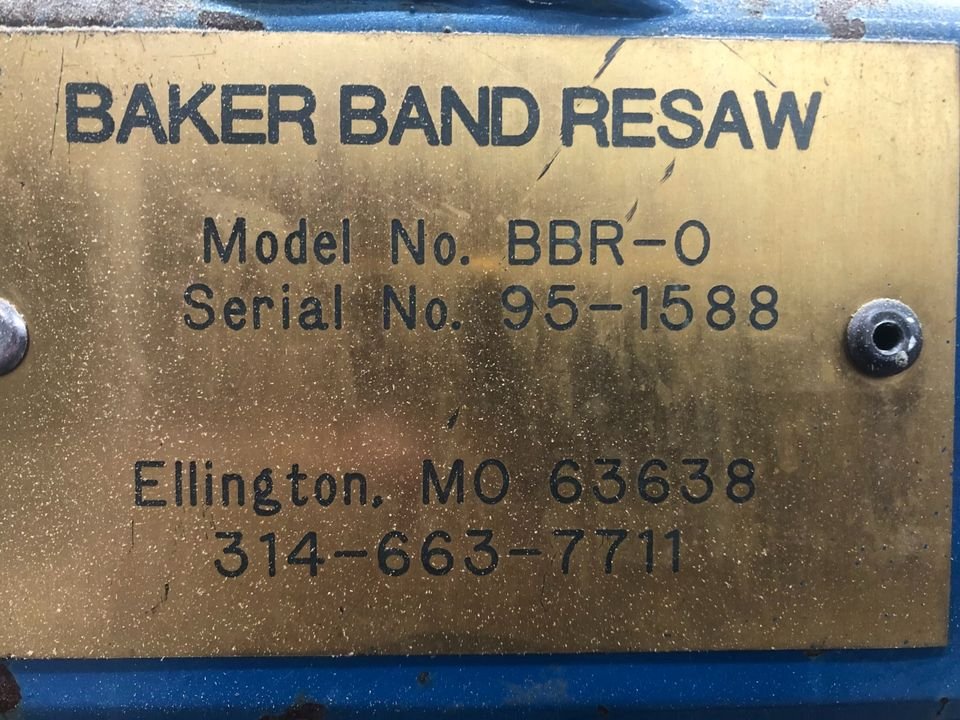 BAKER BAND RESAW
Model No. BBR-0
Serial No. 95-1588
Ellington, MO 63638
314-663-7711